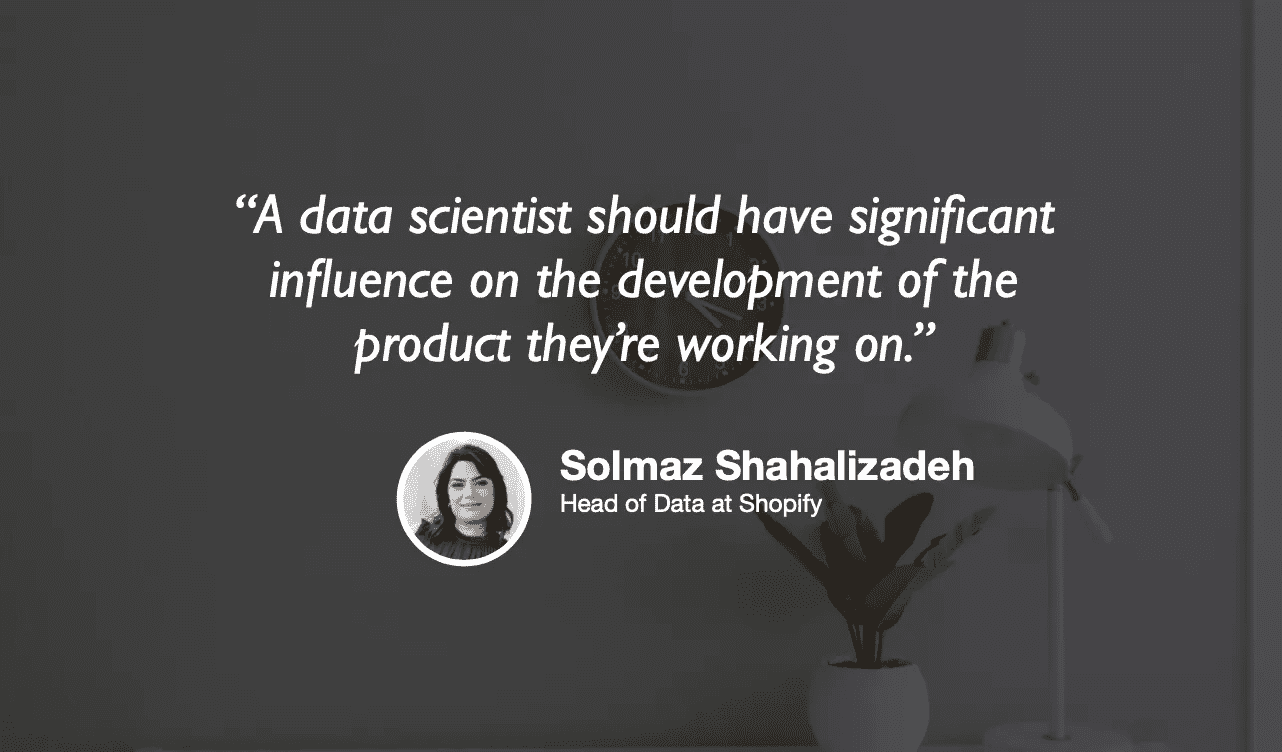 “A data scientist should have significant
influence on the development of the
product they’re working on.”
Solmaz Shahalizadeh
Head of Data at Shopify